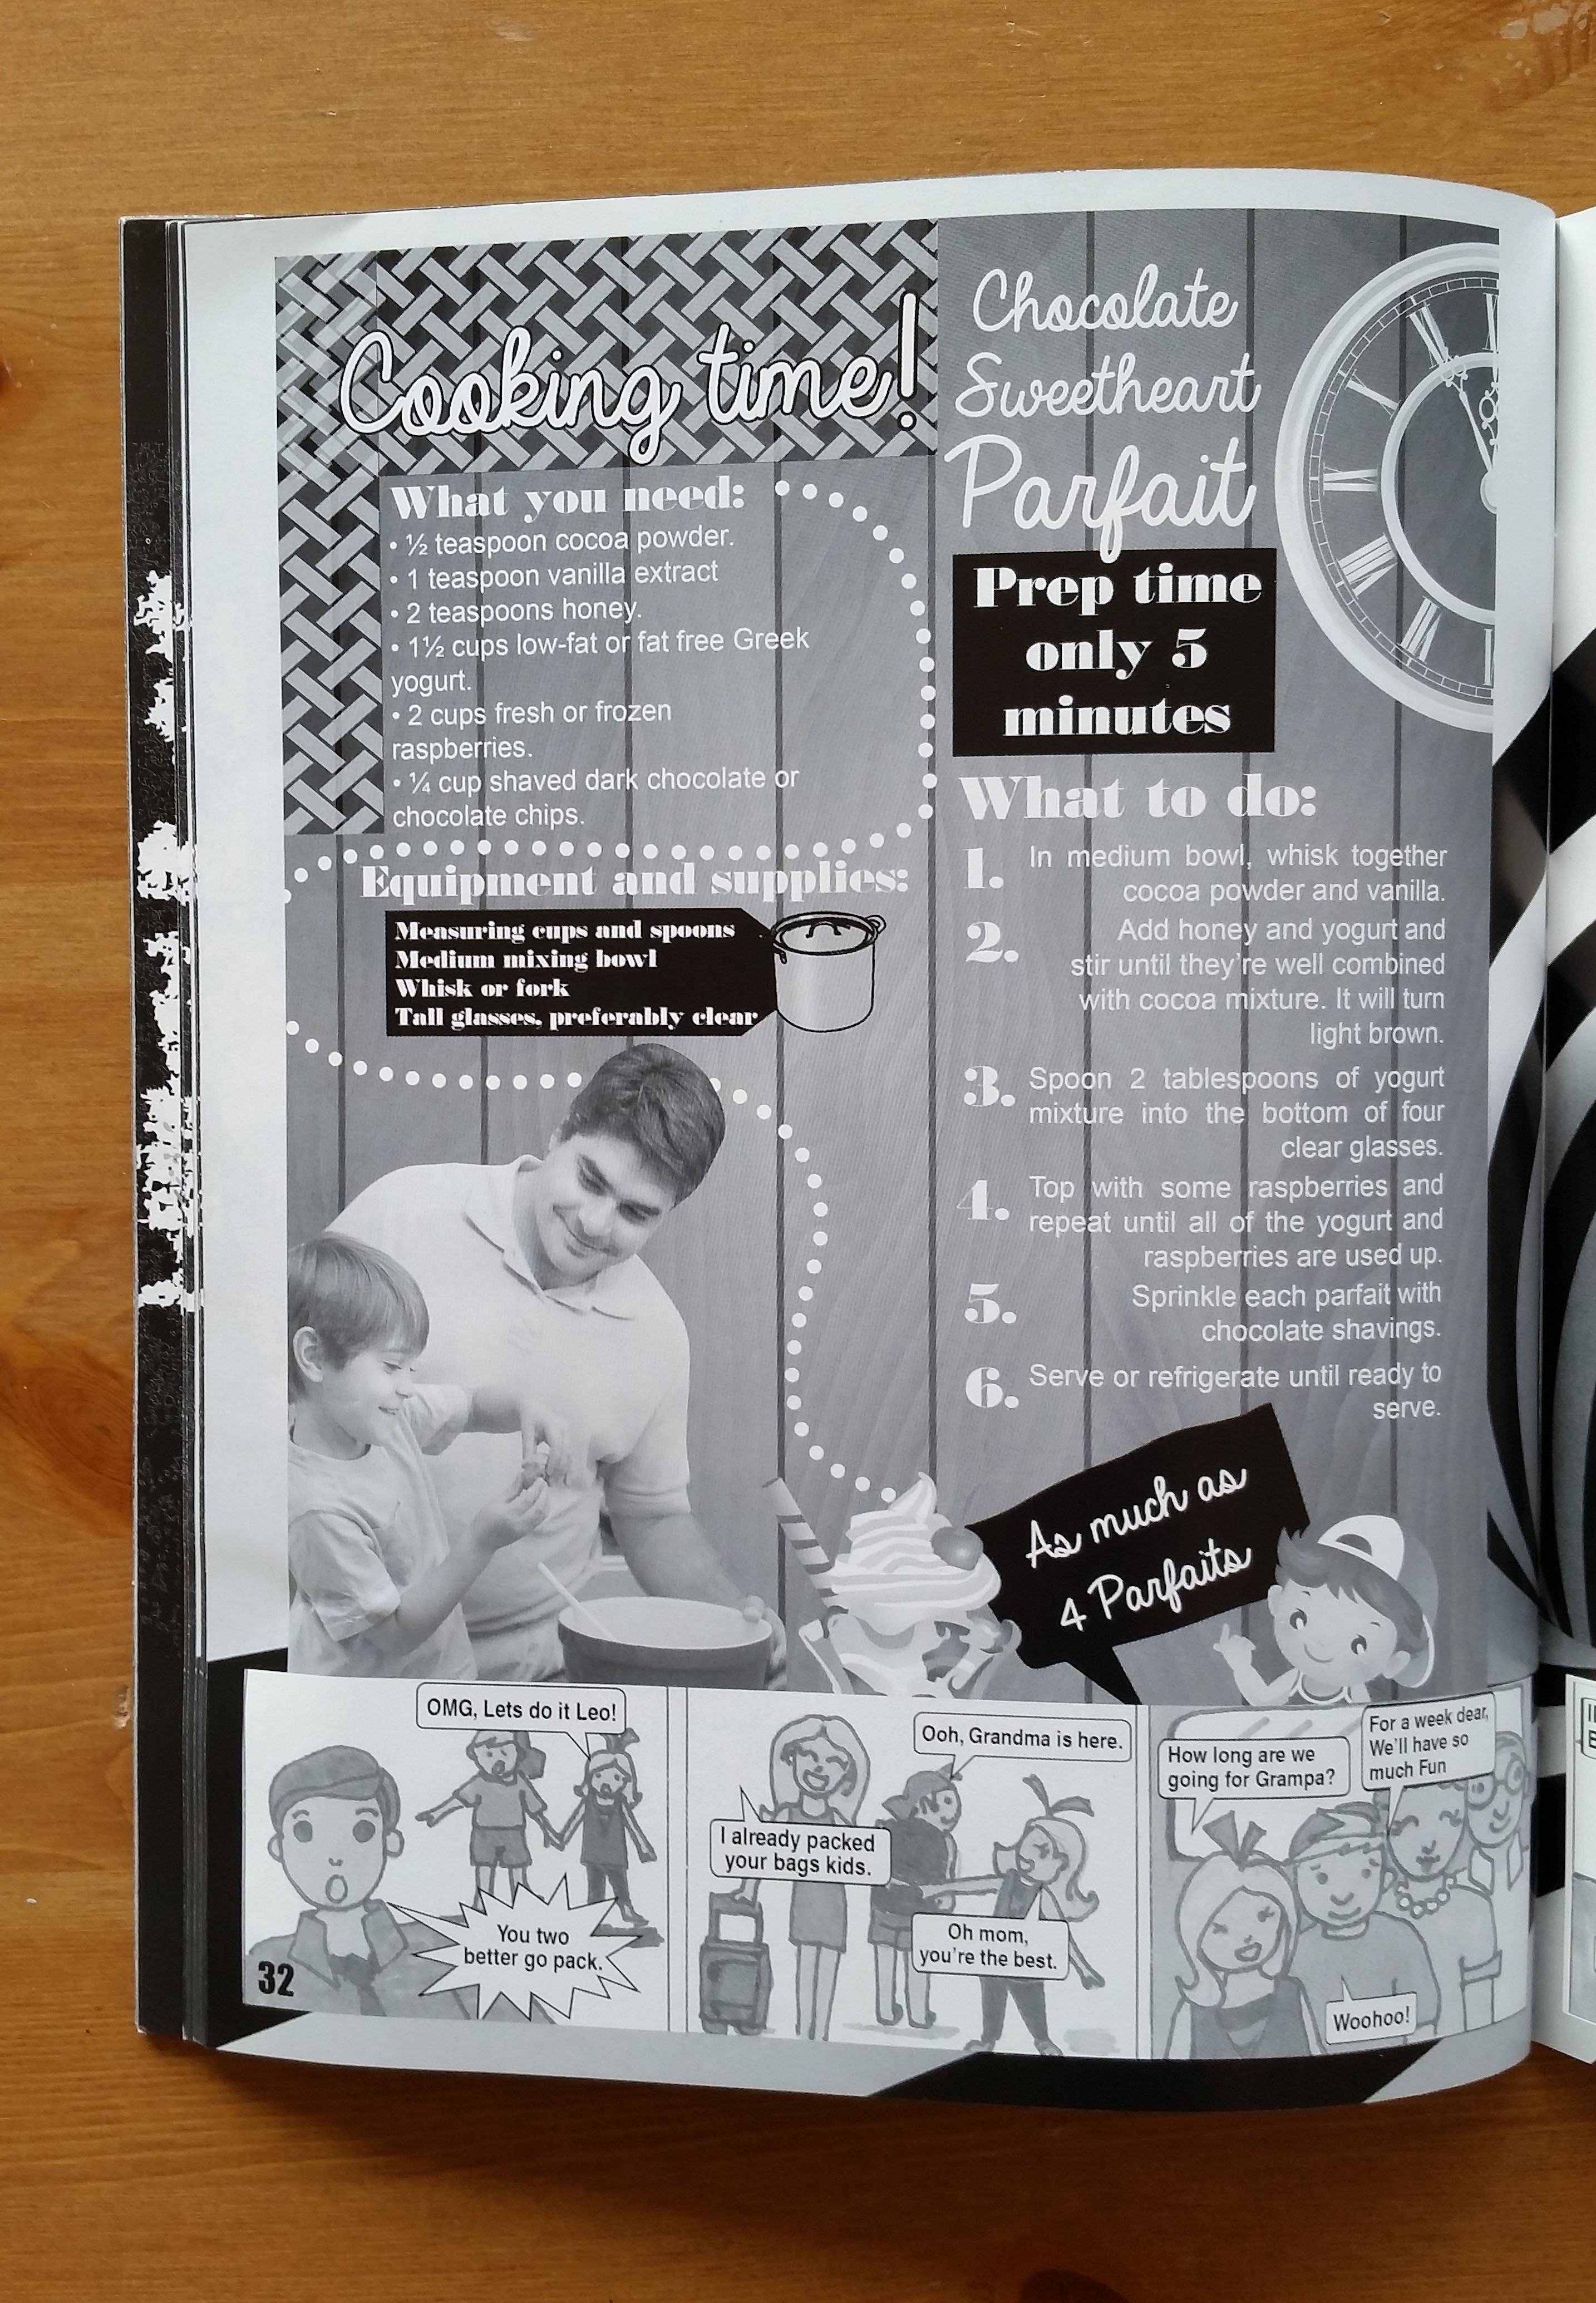 Cooking time!
What you need:
• ½ teaspoon cocoa powder.
• 1 teaspoon vanilla extract
• 2 teaspoons honey.
• 1½ cups low-fat or fat free Greek
yogurt.
• 2 cups fresh or frozen
raspberries.
• ¼ cup shaved dark chocolate or
chocolate chips.
Equipment and supplies:
Measuring cups and spoons
Medium mixing bowl
Whisk or fork
Tall glasses, preferably clear
Chocolate
Sweetheart
Parfait
Prep time
only 5
minutes
What to do:
1. In medium bowl, whisk together
cocoa powder and vanilla.
2. Add honey and yogurt and
stir until they're well combined
with cocoa mixture. It will turn
light brown.
3. Spoon 2 tablespoons of yogurt
mixture into the bottom of four
clear glasses.
4. Top with some raspberries and
repeat until all of the yogurt and
raspberries are used up.
5. Sprinkle each parfait with
chocolate shavings.
6. Serve or refrigerate until ready to
serve.
As much as
4 Parfaits
OMG, Lets do it Leo!
You two
better go pack.
Ooh, Grandma is here.
I already packed
your bags kids.
Oh mom,
you're the best.
How long are we
going for Grampa?
For a week dear,
We'll have so
much Fun
Woohoo!
32